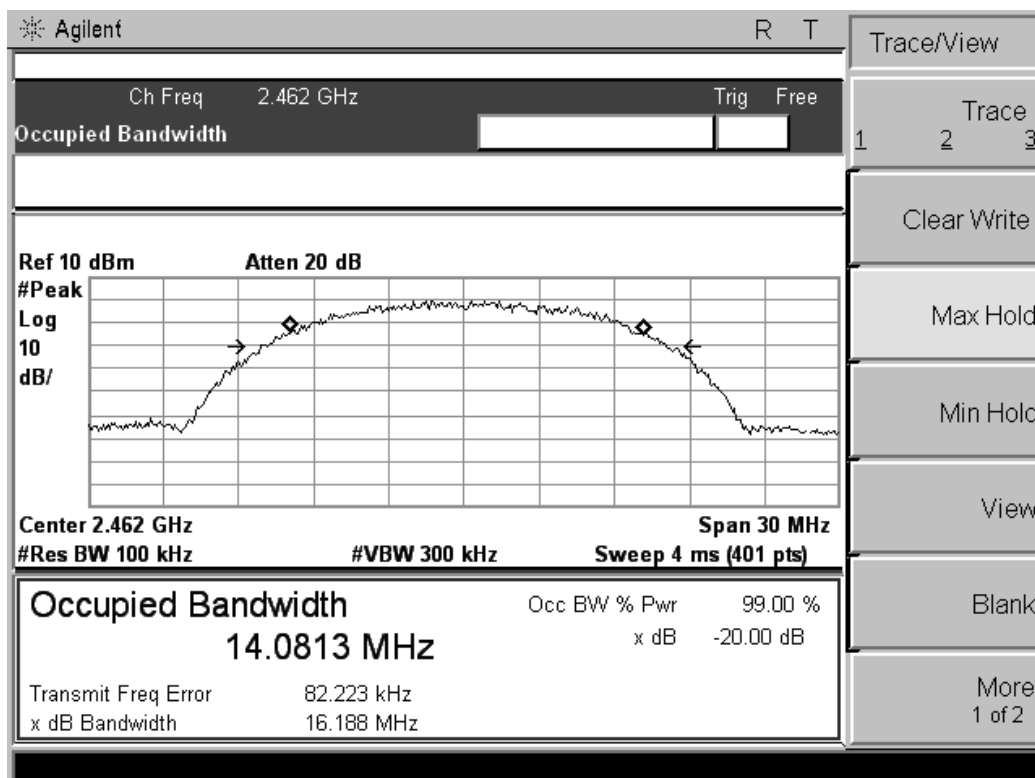 Agilent R T
Trace/View
Ch Freq 2.462 GHz Trig Free
Occupied Bandwidth
Trace
1 2 3
Clear Write
Max Hold
Min Hold
View
Blank
More
1 of 2
Ref 10 dBm Atten 20 dB
#Peak
Log
10
dB/
Center 2.462 GHz Span 30 MHz
#Res BW 100 kHz #VBW 300 kHz Sweep 4 ms (401 pts)
Occupied Bandwidth
14.0813 MHz
Occ BW % Pwr 99.00 %
x dB -20.00 dB
Transmit Freq Error 82.223 kHz
x dB Bandwidth 16.188 MHz